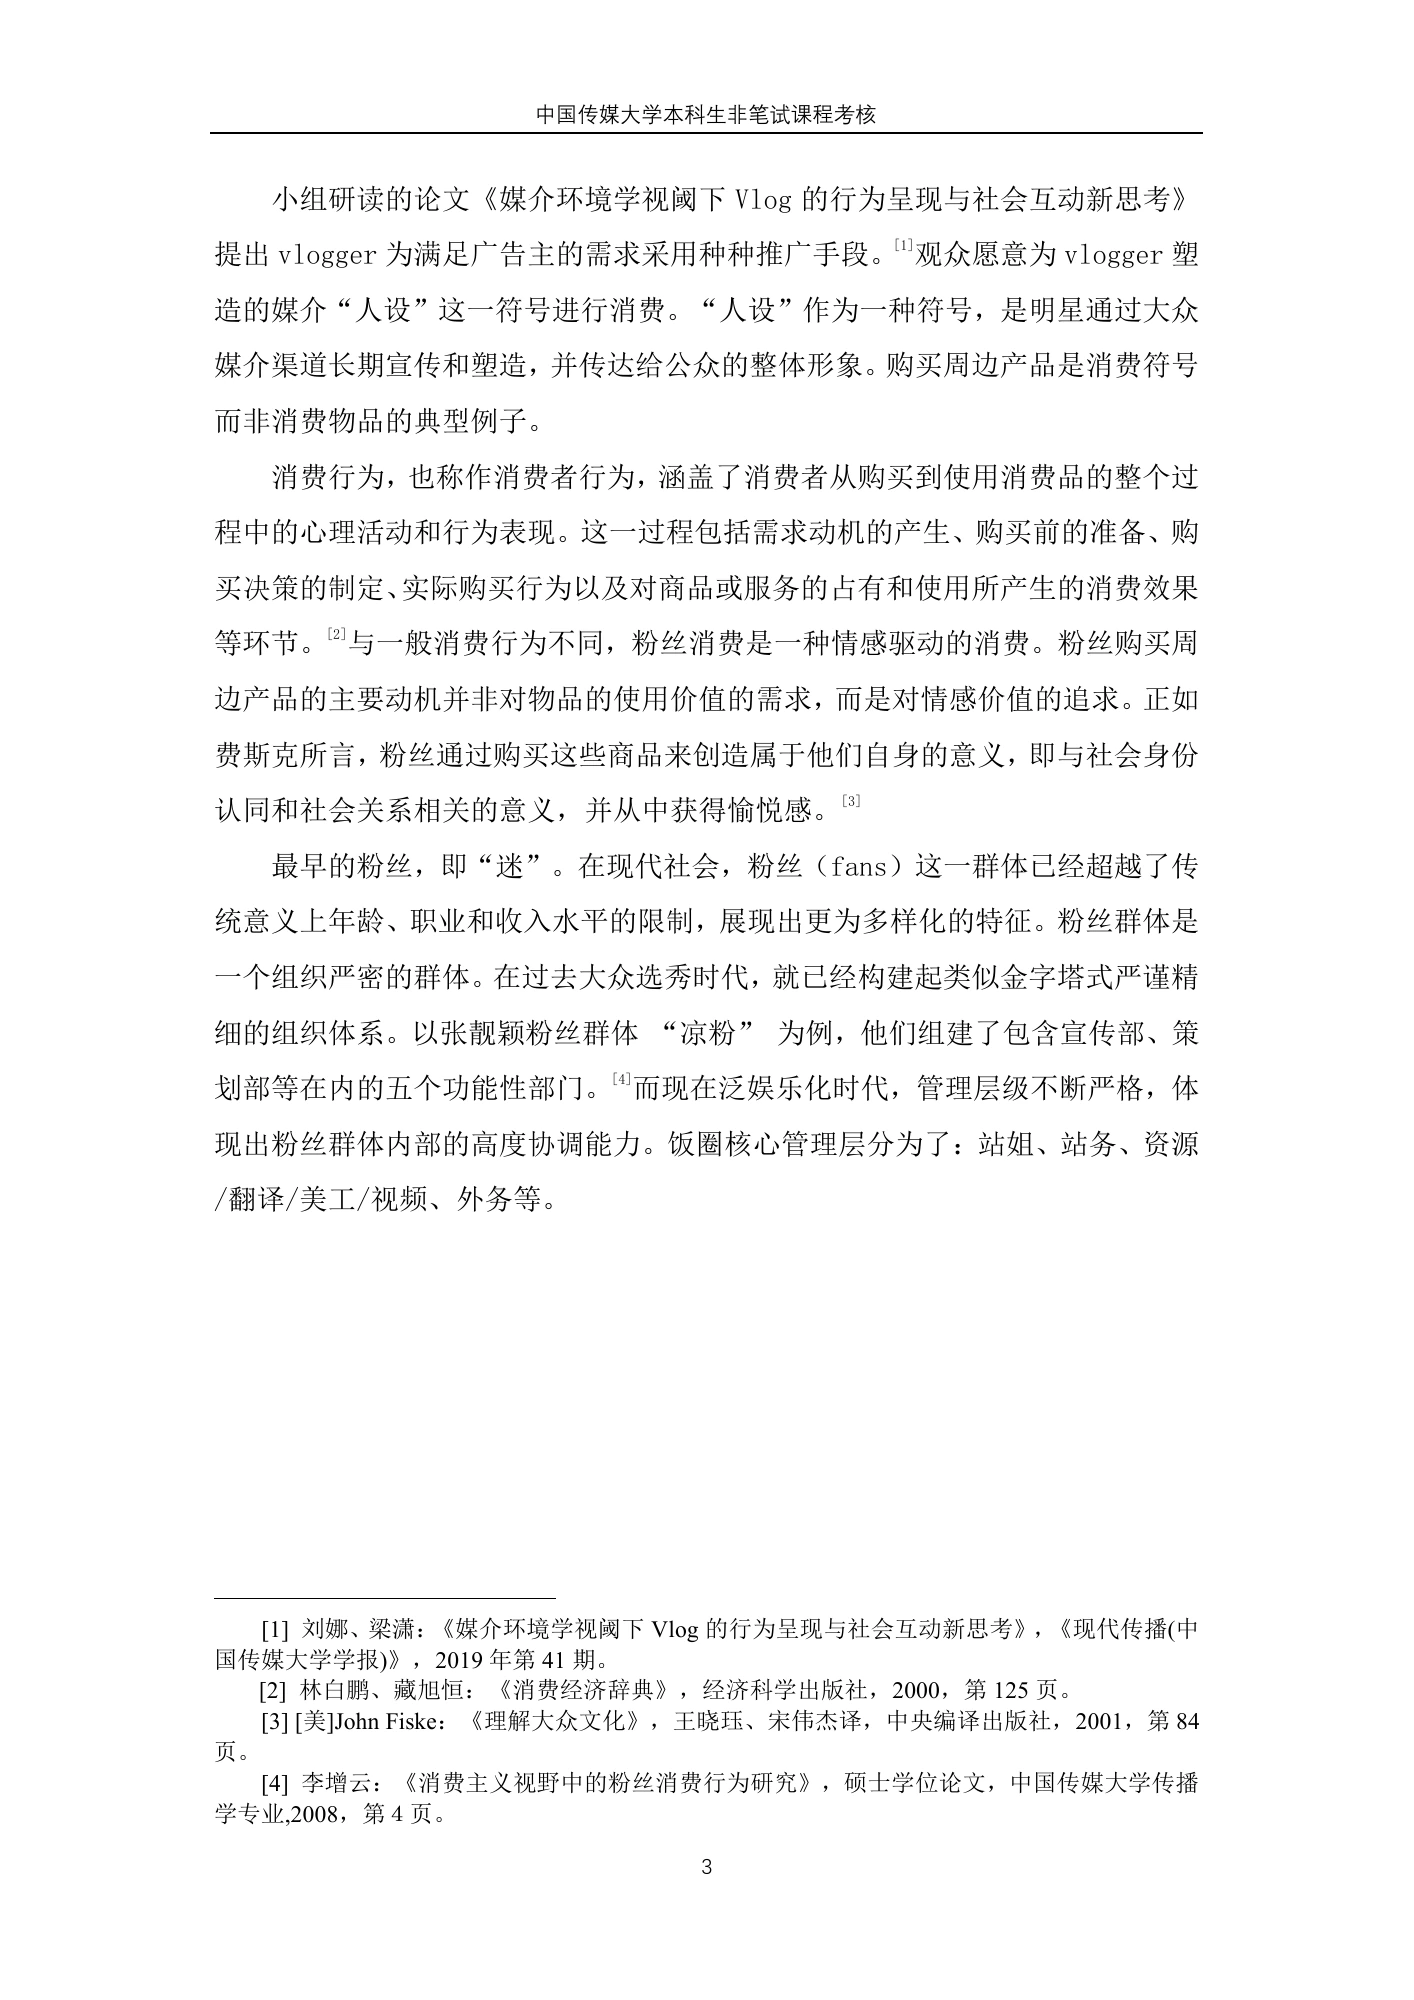 中国传媒大学本科生非笔试课程考核
小组研读的论文《媒介环境学视阈下 Vlog 的行为呈现与社会互动新思考》
提出 vlogger 为满足广告主的需求采用种种推广手段。[1]观众愿意为 vlogger 塑
造的媒介“人设”这一符号进行消费。“人设”作为一种符号，是明星通过大众
媒介渠道长期宣传和塑造，并传达给公众的整体形象。购买周边产品是消费符号
而非消费物品的典型例子。
消费行为，也称作消费者行为，涵盖了消费者从购买到使用消费品的整个过
程中的心理活动和行为表现。这一过程包括需求动机的产生、购买前的准备、购
买决策的制定、实际购买行为以及对商品或服务的占有和使用所产生的消费效果
等环节。[2]与一般消费行为不同，粉丝消费是一种情感驱动的消费。粉丝购买周
边产品的主要动机并非对物品的使用价值的需求，而是对情感价值的追求。正如
费斯克所言，粉丝通过购买这些商品来创造属于他们自身的意义，即与社会身份
认同和社会关系相关的意义，并从中获得愉悦感。[3]
最早的粉丝，即“迷”。在现代社会，粉丝（fans）这一群体已经超越了传
统意义上年龄、职业和收入水平的限制，展现出更为多样化的特征。粉丝群体是
一个组织严密的群体。在过去大众选秀时代，就已经构建起类似金字塔式严谨精
细的组织体系。以张靓颖粉丝群体 “凉粉” 为例，他们组建了包含宣传部、策
划部等在内的五个功能性部门。[4]而现在泛娱乐化时代，管理层级不断严格，体
现出粉丝群体内部的高度协调能力。饭圈核心管理层分为了：站姐、站务、资源
/翻译/美工/视频、外务等。
[1] 刘娜、梁潇：《媒介环境学视阈下 Vlog 的行为呈现与社会互动新思考》，《现代传播(中
国传媒大学学报)》，2019 年第 41 期。
[2] 林白鹏、藏旭恒：《消费经济辞典》，经济科学出版社，2000，第 125 页。
[3] [美]John Fiske：《理解大众文化》，王晓珏、宋伟杰译，中央编译出版社，2001，第 84
页。
[4] 李增云：《消费主义视野中的粉丝消费行为研究》，硕士学位论文，中国传媒大学传播
学专业,2008，第 4 页。
3